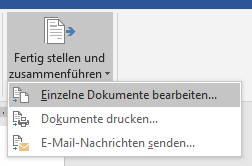 Fertig stellen und
zusammenführen
Einzelne Dokumente bearbeiten...
Dokumente drucken...
E-Mail-Nachrichten senden...